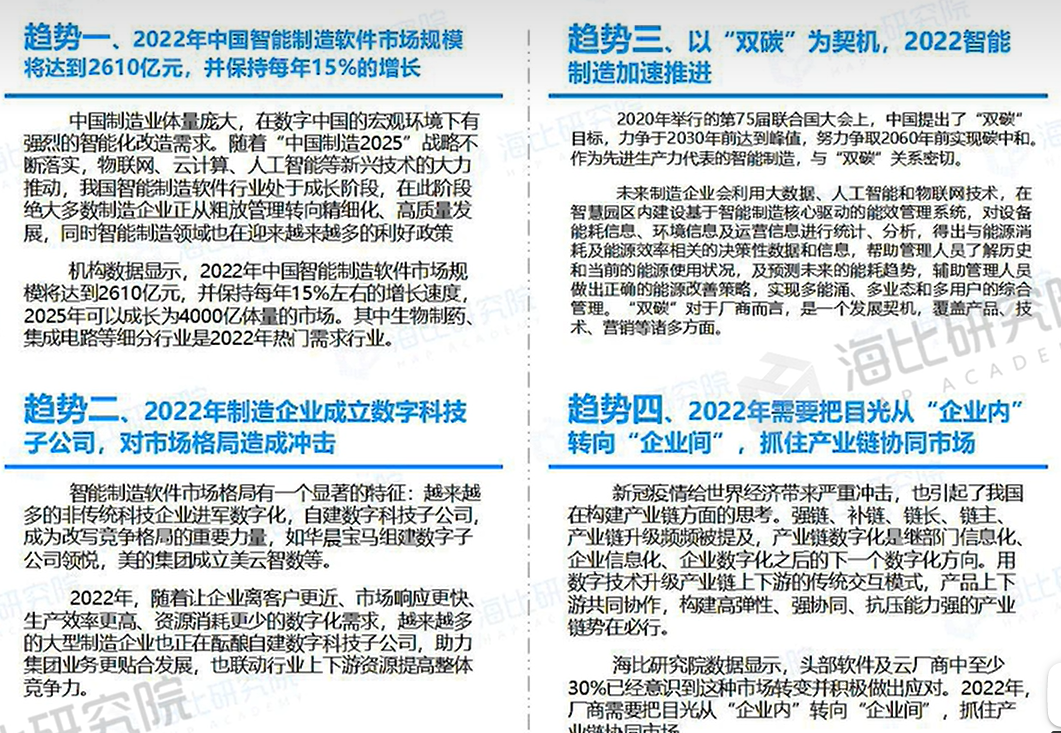 趋势一、2022年中国智能制造软件市场规模
将达到2610亿元，并保持每年15%的增长
中国制造业体量庞大，在数字中国的宏观环境下有
强烈的智能化改造需求。随着“中国制造2025”战略不
断落实，物联网、云计算、人工智能等新兴技术的大力
推动，我国智能制造软件行业处于成长阶段，在此阶段
绝大多数制造企业正从粗放管理转向精细化、高质量发
展，同时智能制造领域也在迎来越来越多的利好政策
机构数据显示，2022年中国智能制造软件市场规
模将达到2610亿元，并保持每年15%左右的增长速度，
2025年可以成长为4000亿体量的市场。其中生物制药、
集成电路等细分行业是2022年热门需求行业。
趋势二、2022年制造企业成立数字科技
子公司，对市场格局造成冲击
智能制造软件市场格局有一个显著的特征：越来越
多的非传统科技企业进军数字化，自建数字科技子公司，
成为改写竞争格局的重要力量，如华晨宝马组建数字子
公司领悦，美的集团成立美云智数等。
2022年，随着让企业离客户更近、市场响应更快、
生产效率更高、资源消耗更少的数字化需求，越来越多
的大型制造企业也正在酝酿自建数字科技子公司，助力
集团业务更贴合发展，也联动行业上下游资源提高整体
竞争力。
趋势三、以“双碳”为契机，2022智能
制造加速推进
2020年举行的第75届联合国大会上，中国提出了“双碳”
目标，力争于2030年前达到峰值，努力争取2060年前实现碳中和。
作为先进生产力代表的智能制造，与“双碳”关系密切。
未来制造企业会利用大数据、人工智能和物联网技术，在
智慧园区内建设基于智能制造核心驱动的能效管理系统，对设备
能耗信息、环境信息及运营信息进行统计、分析，得出与能源消
耗及能源效率相关的决策性数据和信息，帮助管理人员了解历史
和当前的能源使用状况，及预测未来的能耗趋势，辅助管理人员
做出正确的能源改善策略，实现多能涌、多业态和多用户的综合
管理。“双碳”对于厂商而言，是一个发展契机，覆盖产品、技
术、营销等诸多方面。
趋势四、2022年需要把目光从“企业内”
转向“企业间”，抓住产业链协同市场
新冠疫情给世界经济带来严重冲击，也引起了我国
在构建产业链方面的思考。强链、补链、链长、链主、
产业链升级频频被提及，产业链数字化是继部门信息化、
企业信息化、企业数字化之后的下一个数字化方向。用
数字技术升级产业链上下游的传统交互模式，产品上下
游共同协作，构建高弹性、强协同、抗压能力强的产业
链势在必行。
海比研究院数据显示，头部软件及云厂商中至少
30%已经意识到这种市场转变并积极做出应对。2022年，
厂商需要把目光从“企业内”转向“企业间”，抓住产
业链协同市场
海比研究院